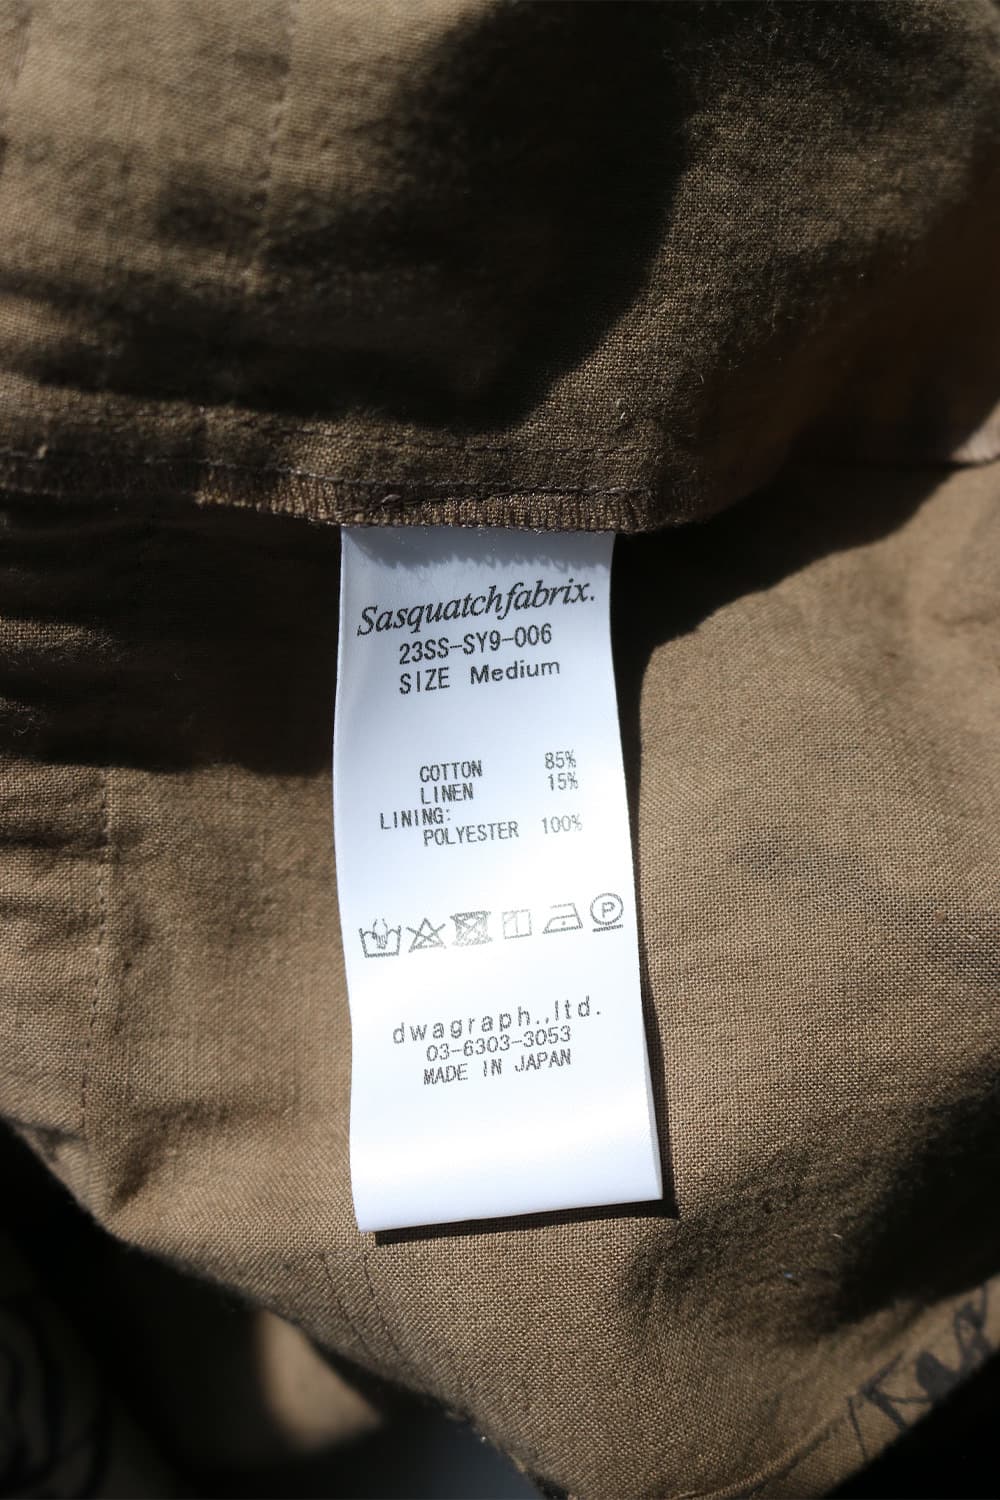 Sasquatchfabrix.
23SS-SY9-006
SIZE Medium
COTTON 85%
LINEN 15%
LINING:
POLYESTER 100%
P
dwagraph.,ltd.
03-6303-3053
MADE IN JAPAN